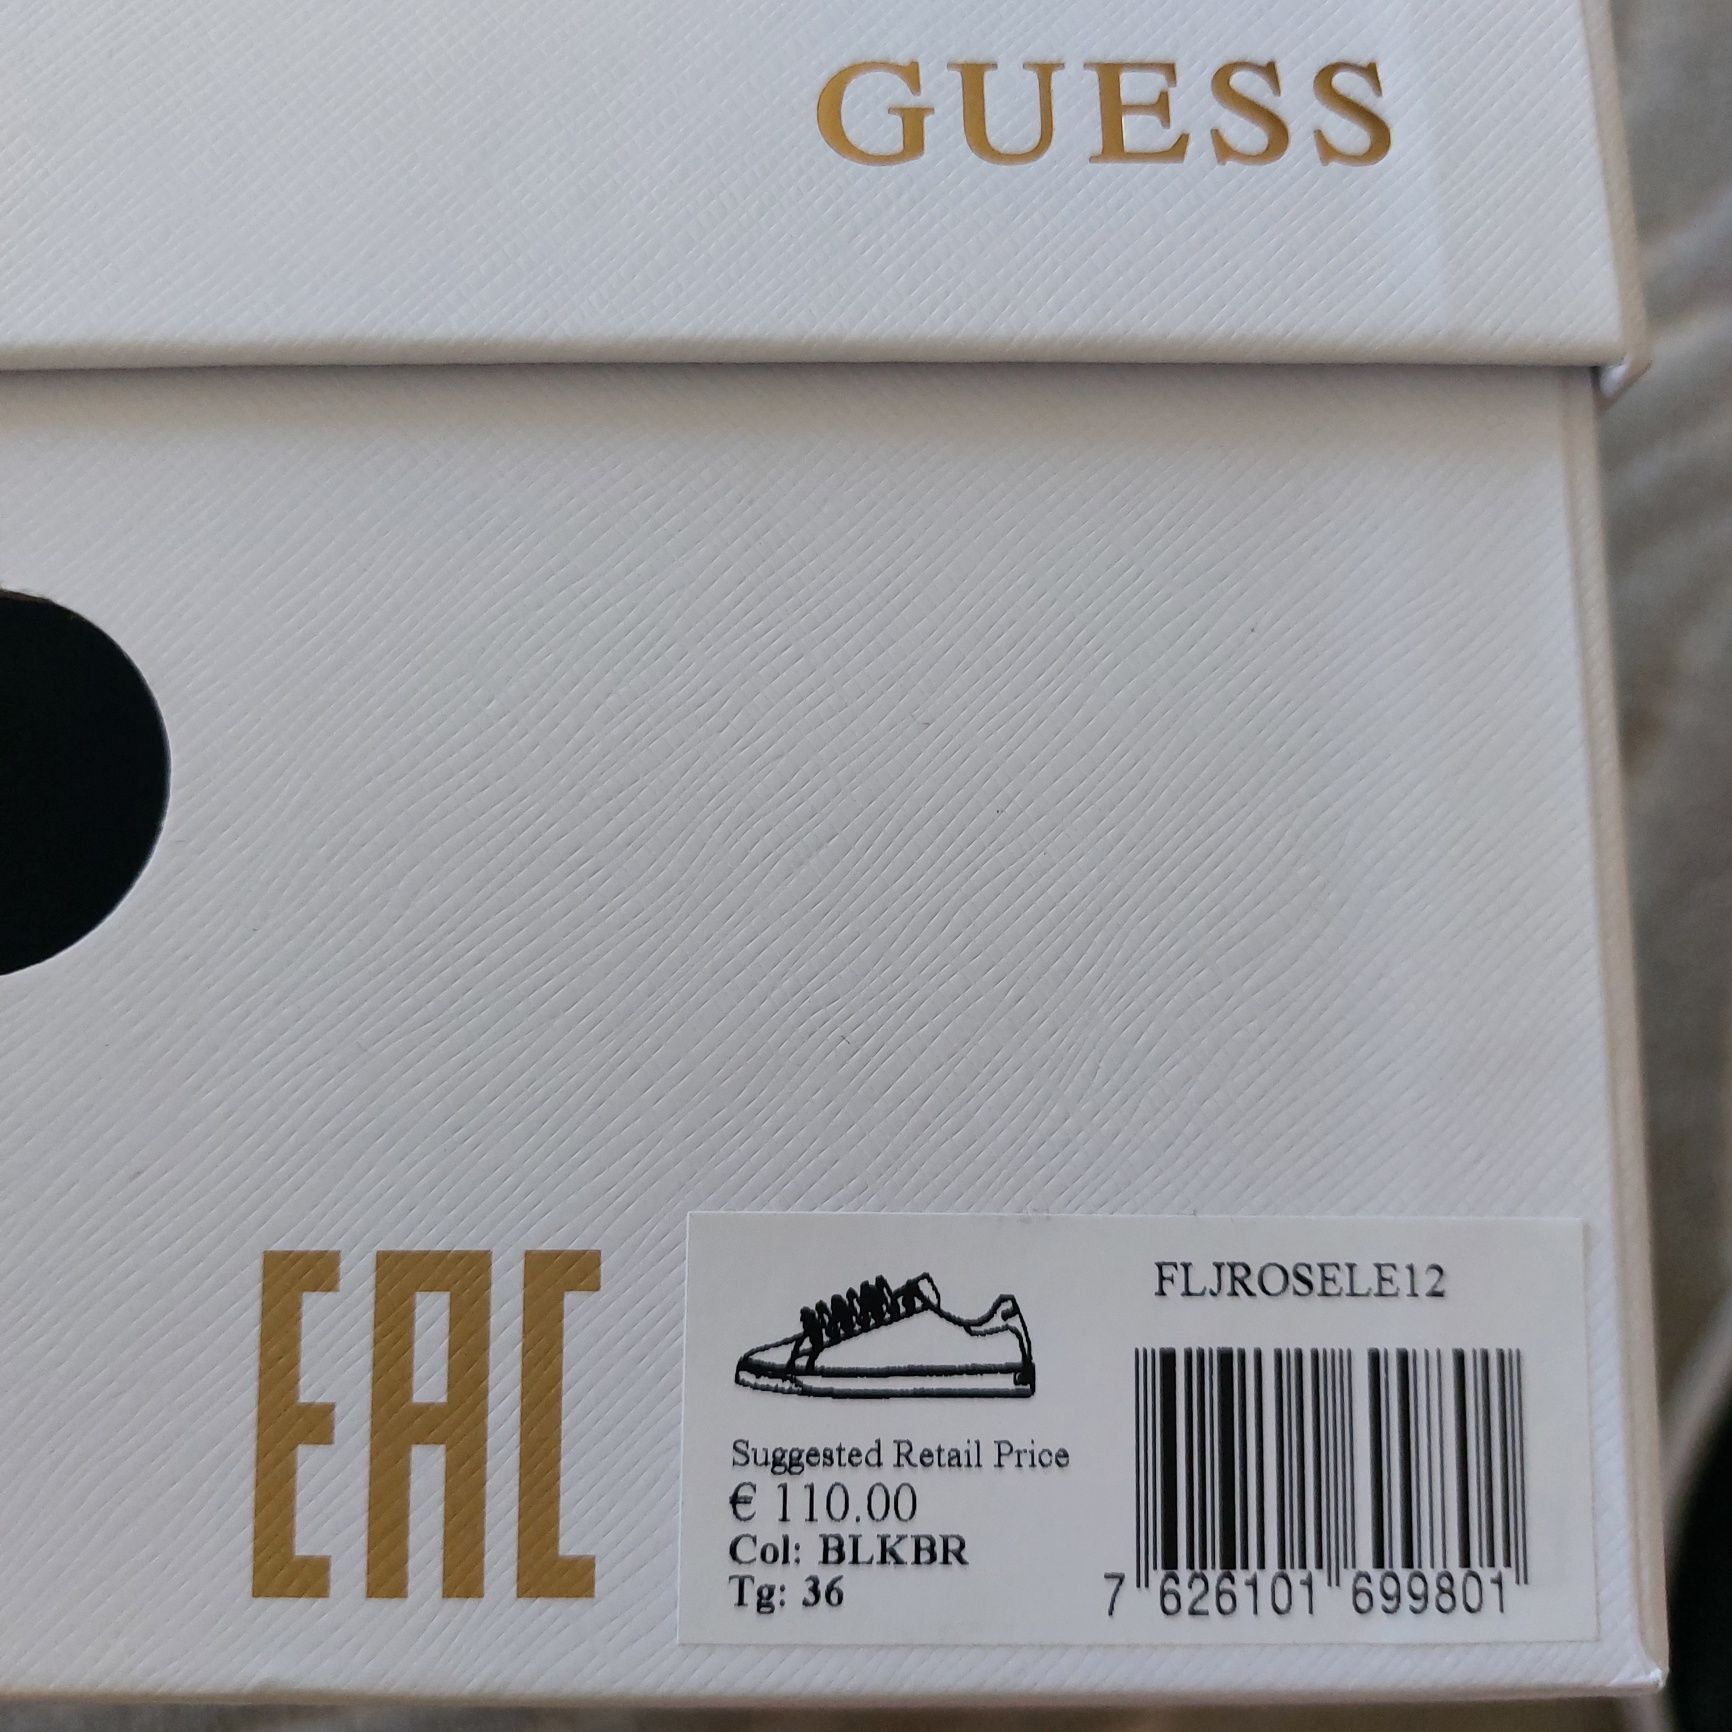 GUESS
EAC
FLJROSELE12
Suggested Retail Price
€ 110.00
Col: BLKBR
Tg: 36
7 626101 699801